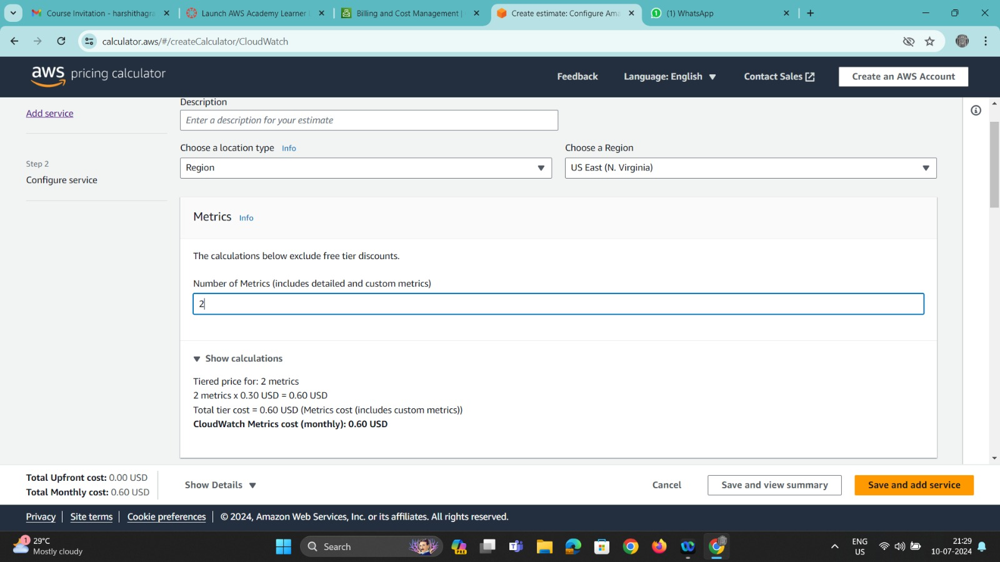 Course Invitation - harshithagra
Launch AWS Academy Learner
Billing and Cost Management |
Create estimate: Configure Ama
(1) WhatsApp
calculator.aws/#/createCalculator/CloudWatch
aws pricing calculator
Feedback
Language: English
Contact Sales
Create an AWS Account
Add service
Step 2
Configure service
Description
Enter a description for your estimate
Choose a location type Info
Region
Choose a Region
US East (N. Virginia)
Metrics Info
The calculations below exclude free tier discounts.
Number of Metrics (includes detailed and custom metrics)
2
Show calculations
Tiered price for: 2 metrics
2 metrics x 0.30 USD = 0.60 USD
Total tier cost = 0.60 USD (Metrics cost (includes custom metrics))
CloudWatch Metrics cost (monthly): 0.60 USD
Total Upfront cost: 0.00 USD
Total Monthly cost: 0.60 USD
Show Details
Cancel
Save and view summary
Save and add service
Privacy
Site terms
Cookie preferences
© 2024, Amazon Web Services, Inc. or its affiliates. All rights reserved.
1
29°C
Mostly cloudy
Search
PRE
ENG
US
21:29
10-07-2024